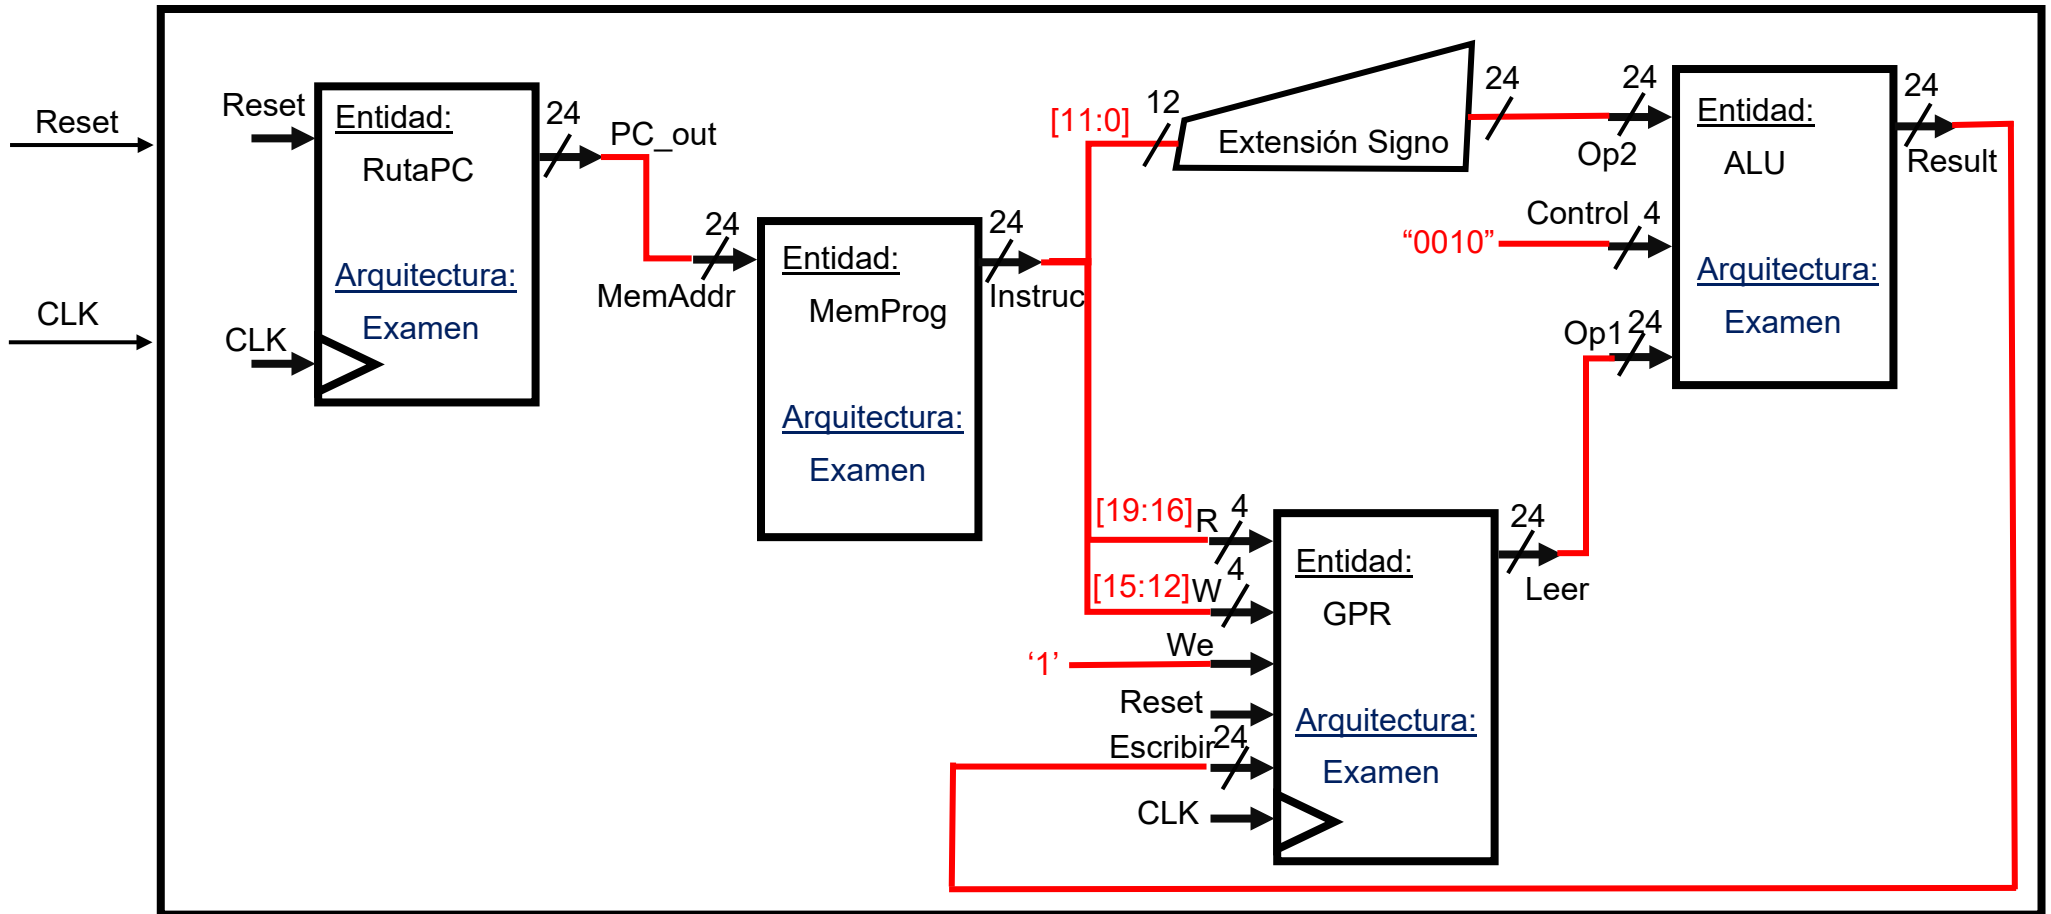 Reset
CLK
Reset
CLK
Entidad:
RutaPC
Arquitectura:
Examen
24
PC_out
24
MemAddr
Entidad:
MemProg
Arquitectura:
Examen
24
Instruc
[11:0]
12
Extensión Signo
24
24
Op2
Control 4
“0010”
Op1
24
Entidad:
ALU
Arquitectura:
Examen
24
Result
[19:16] R 4
[15:12] W 4
We
‘1’
Reset
Escribir 24
CLK
Entidad:
GPR
Arquitectura:
Examen
24
Leer